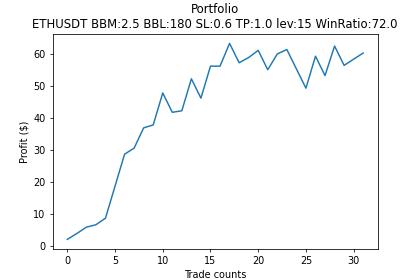 Portfolio
ETHUSDT BBM:2.5 BBL:180 SL:0.6 TP:1.0 lev:15 WinRatio:72.0
60
50
40
30
20
10
0
Profit ($)
0 5 10 15 20 25 30
Trade counts